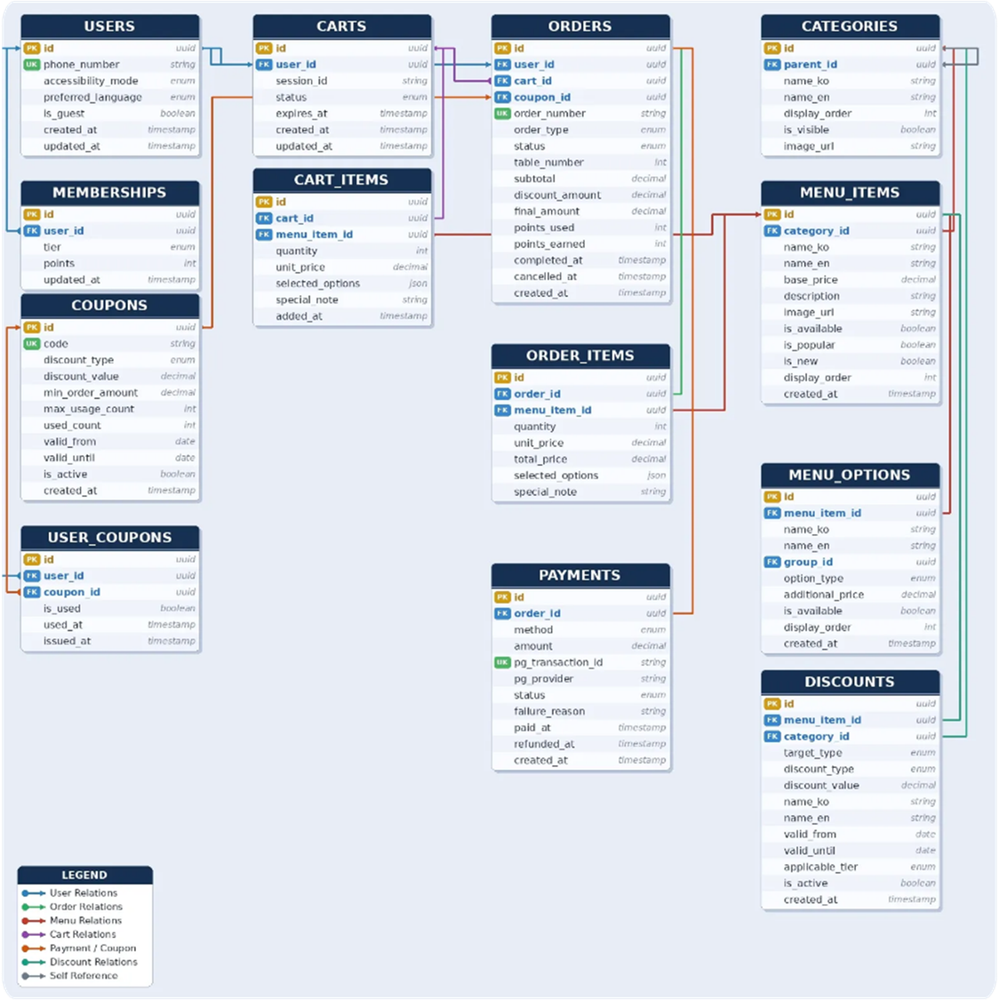 USERS
PK id uuid
UK phone_number string
accessibility_mode enum
preferred_language enum
is_guest boolean
created_at timestamp
updated_at timestamp
MEMBERSHIPS
PK id uuid
FK user_id uuid
tier enum
points int
updated_at timestamp
COUPONS
PK id uuid
UK code string
discount_type enum
discount_value decimal
min_order_amount decimal
max_usage_count int
used_count int
valid_from date
valid_until date
is_active boolean
created_at timestamp
USER_COUPONS
PK id uuid
FK user_id uuid
FK coupon_id uuid
is_used boolean
used_at timestamp
issued_at timestamp
CARTS
PK id uuid
FK user_id uuid
session_id string
status enum
expires_at timestamp
created_at timestamp
updated_at timestamp
CART_ITEMS
PK id uuid
FK cart_id uuid
FK menu_item_id uuid
quantity int
unit_price decimal
selected_options json
special_note string
added_at timestamp
ORDERS
PK id uuid
FK user_id uuid
FK cart_id uuid
FK coupon_id uuid
UK order_number string
order_type enum
status enum
table_number int
subtotal decimal
discount_amount decimal
final_amount decimal
points_used int
points_earned int
completed_at timestamp
cancelled_at timestamp
created_at timestamp
ORDER_ITEMS
PK id uuid
FK order_id uuid
FK menu_item_id uuid
quantity int
unit_price decimal
total_price decimal
selected_options json
special_note string
PAYMENTS
PK id uuid
FK order_id uuid
method enum
amount decimal
UK pg_transaction_id string
pg_provider string
status enum
failure_reason string
paid_at timestamp
refunded_at timestamp
created_at timestamp
CATEGORIES
PK id uuid
FK parent_id uuid
name_ko string
name_en string
display_order int
is_visible boolean
image_url string
MENU_ITEMS
PK id uuid
FK category_id uuid
name_ko string
name_en string
base_price decimal
description string
image_url string
is_available boolean
is_popular boolean
is_new boolean
display_order int
created_at timestamp
MENU_OPTIONS
PK id uuid
FK menu_item_id uuid
name_ko string
name_en string
FK group_id uuid
option_type enum
additional_price decimal
is_available boolean
display_order int
created_at timestamp
DISCOUNTS
PK id uuid
FK menu_item_id uuid
FK category_id uuid
target_type enum
discount_type enum
discount_value decimal
name_ko string
name_en string
valid_from date
valid_until date
applicable_tier enum
is_active boolean
created_at timestamp
LEGEND
User Relations
Order Relations
Menu Relations
Cart Relations
Payment / Coupon
Discount Relations
Self Reference